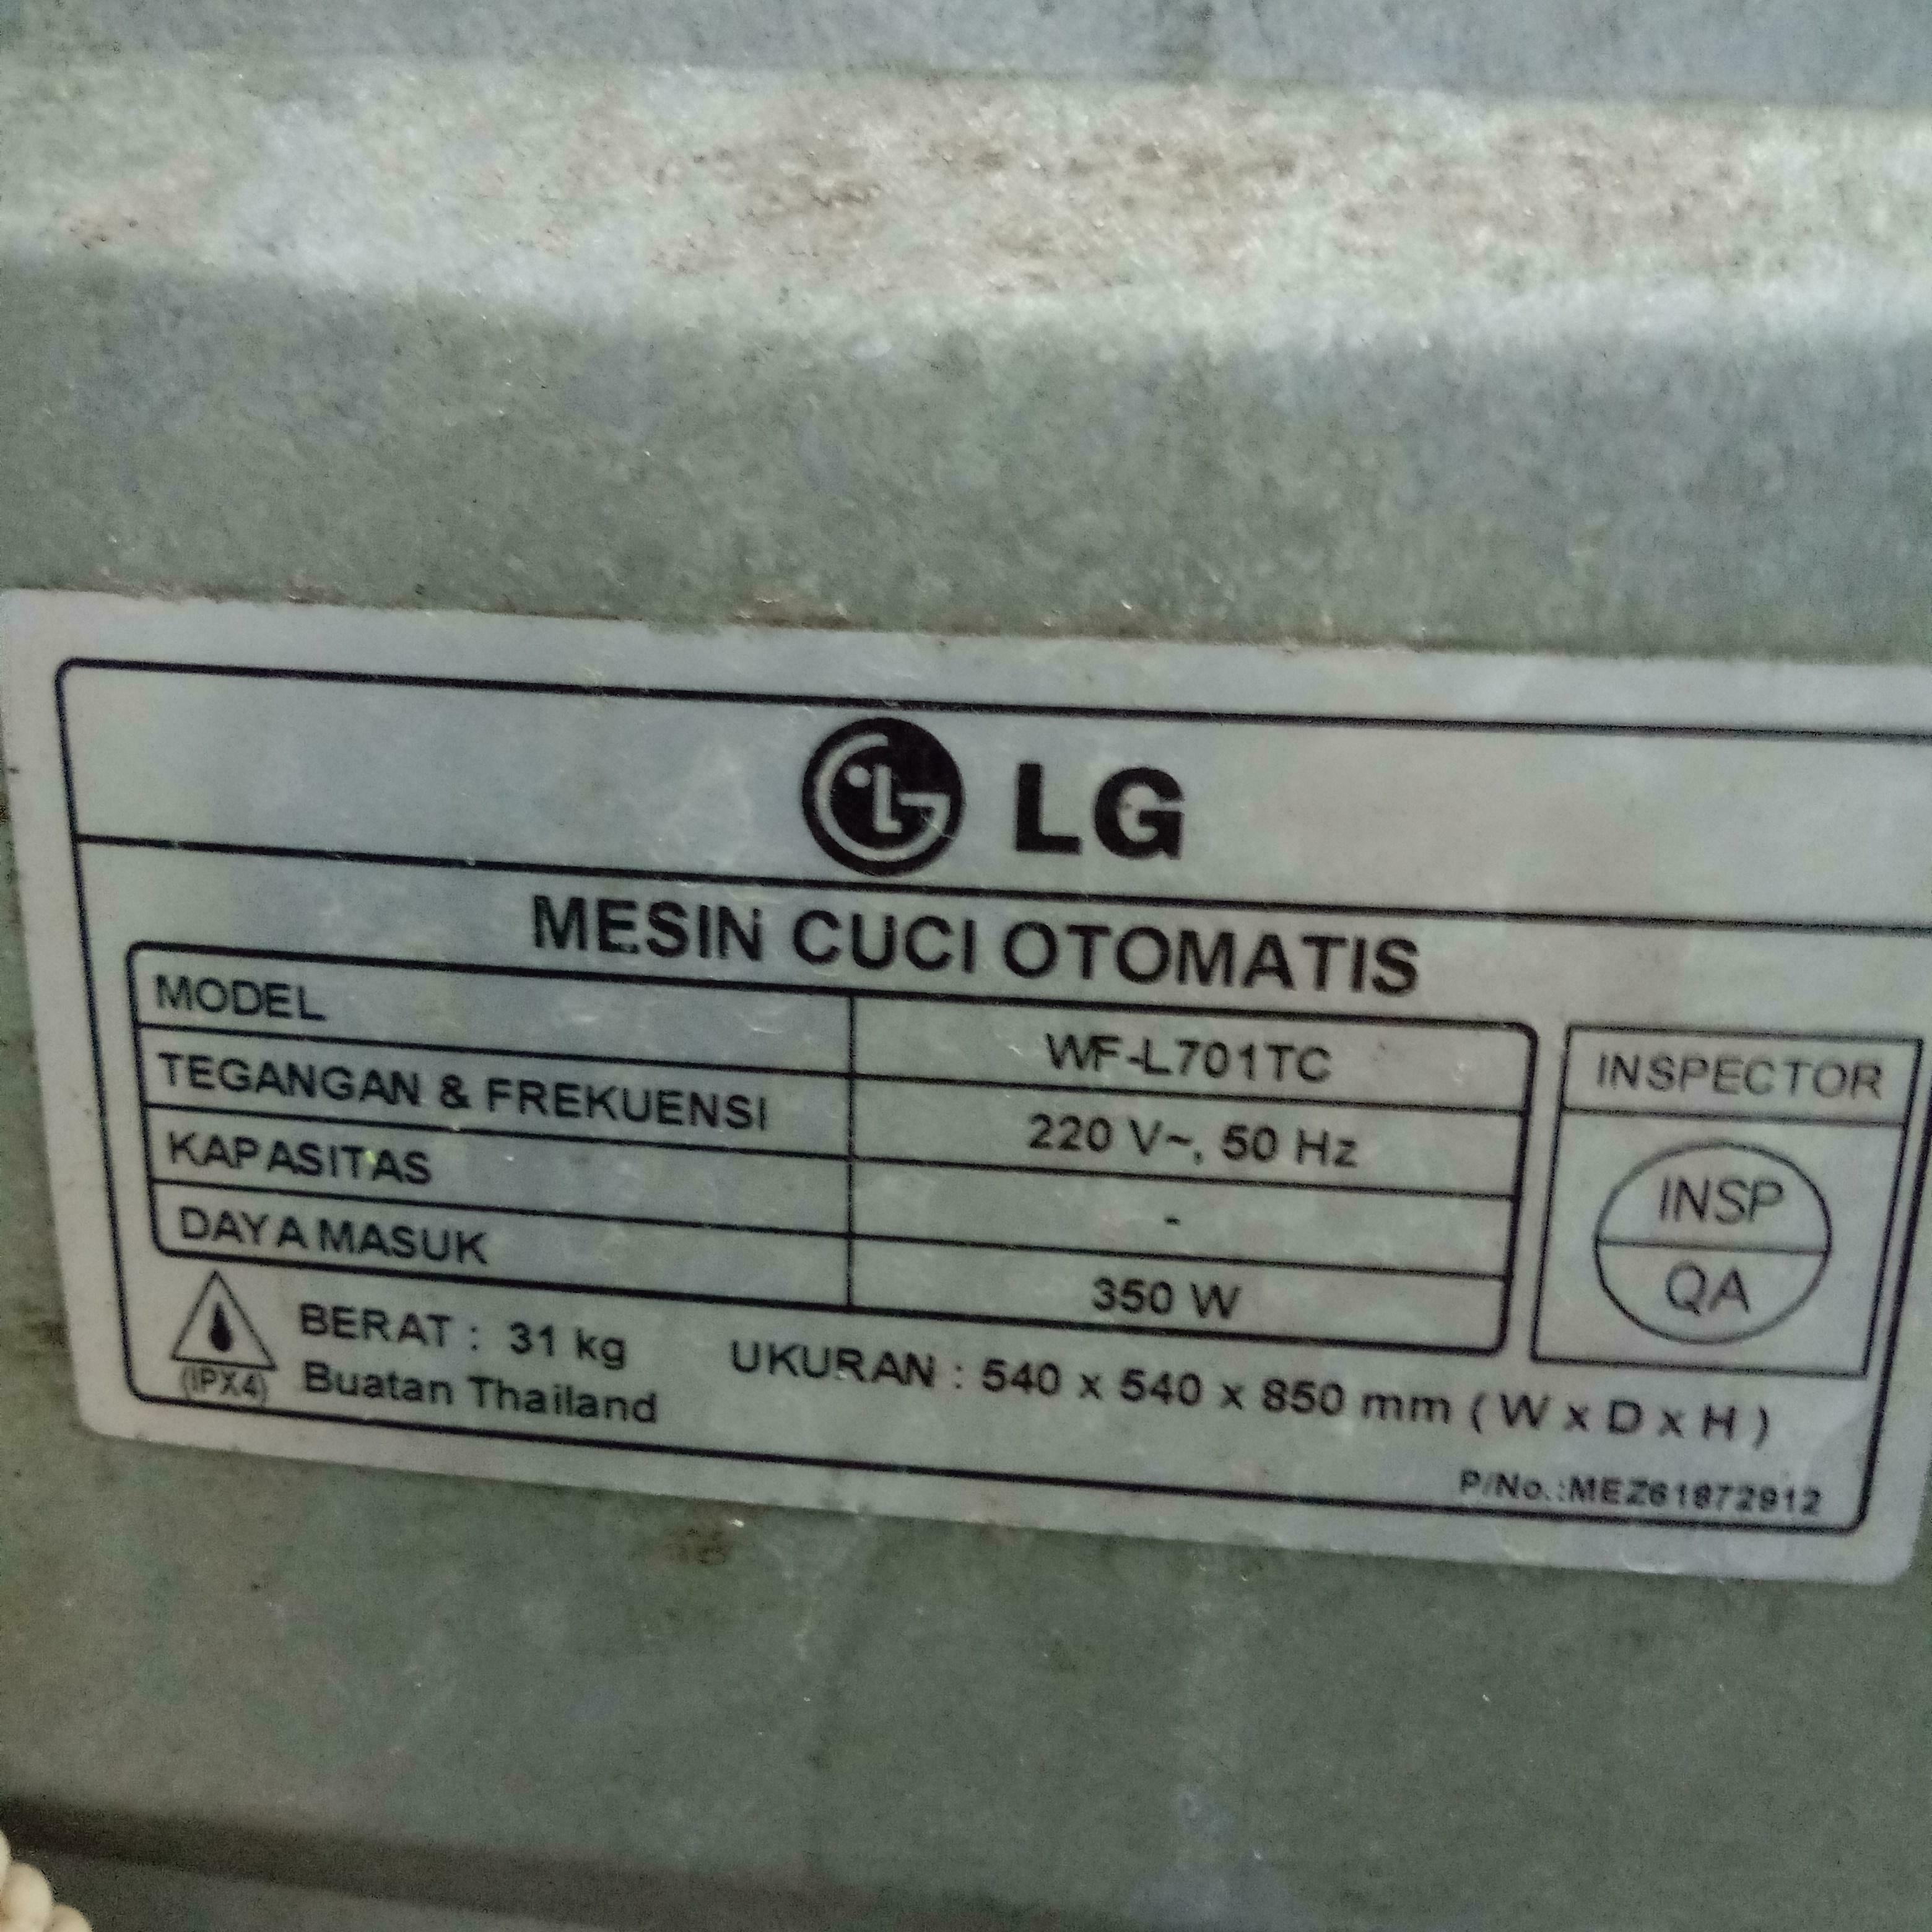 LG
MESIN CUCI OTOMATIS
MODEL WF-L701TC
TEGANGAN & FREKUENSI 220 V~, 50 Hz
KAPASITAS -
DAYA MASUK 350 W
INSPECTOR
INSP
QA
BERAT : 31 kg UKURAN : 540 x 540 x 850 mm ( W x D x H )
(IPX4) Buatan Thailand
P/No.:MEZ61872912